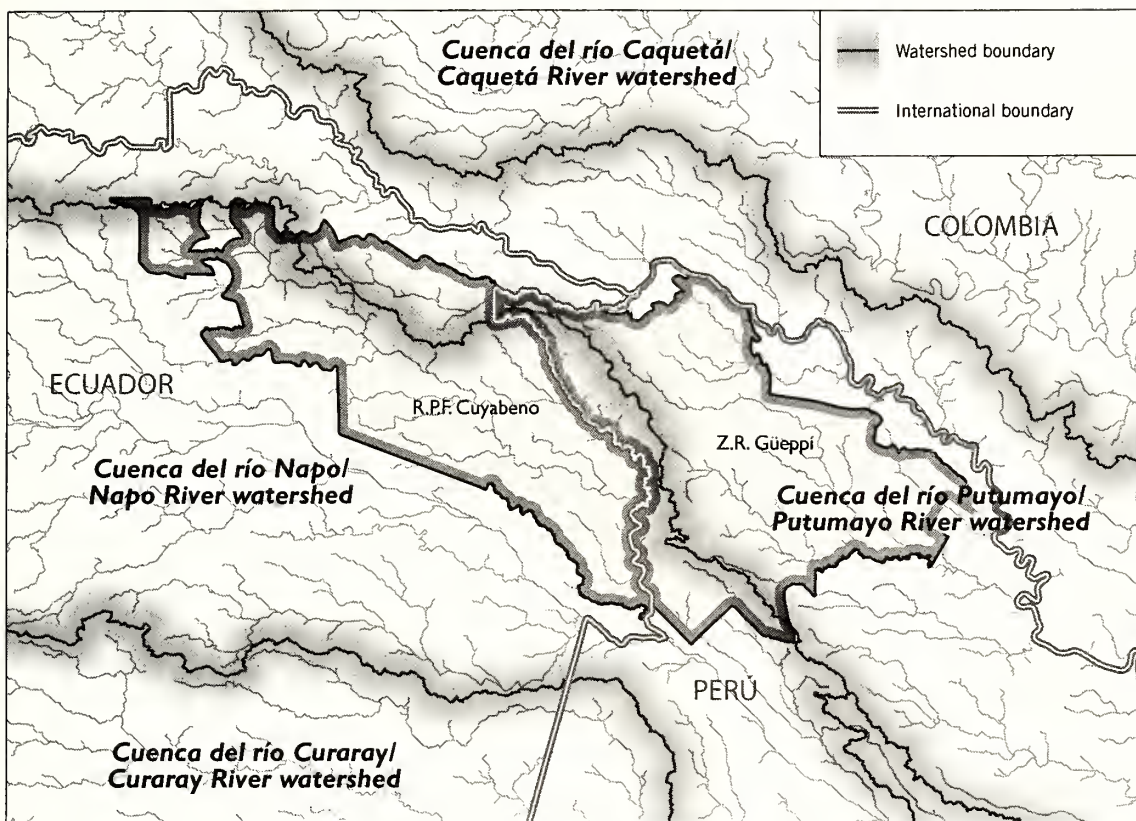 Cuenca del río Caquetá/
Caquetá River watershed
Watershed boundary
International boundary
COLOMBIA
ECUADOR
R.P.F. Cuyabeno
Z.R. Güeppí
Cuenca del río Napo/
Napo River watershed
Cuenca del río Putumayo/
Putumayo River watershed
PERÚ
Cuenca del río Curaray/
Curaray River watershed